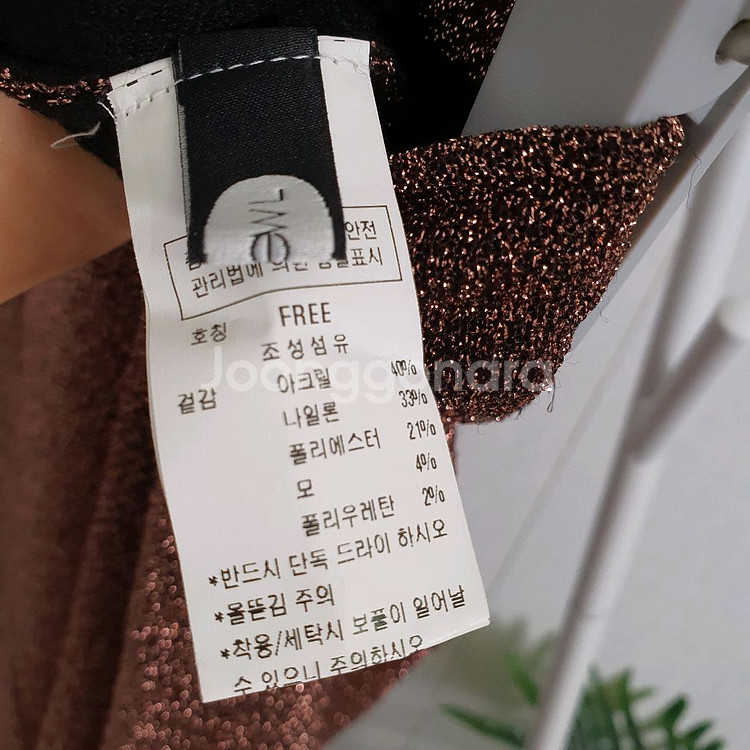 ewl
안전
관리법에 의한 품질표시
호칭 FREE
조성섬유
겉감 아크릴 40%
나일론 33%
폴리에스터 21%
모 4%
폴리우레탄 2%
*반드시 단독 드라이 하시오
*올뜯김 주의
*착용/세탁시 보풀이 일어날
수 있으니 주의하시오
Joonggonara